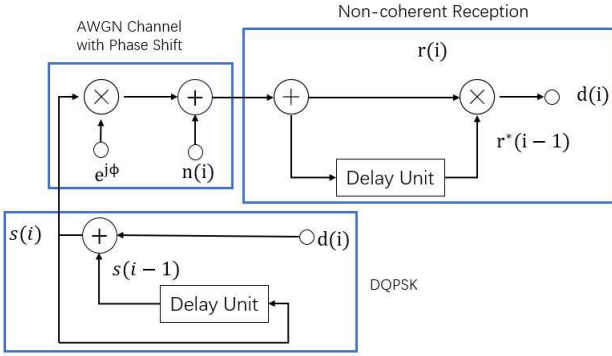 Non-coherent Reception
AWGN Channel
with Phase Shift
r(i)
×
+
+
×
d(i)
e^{jϕ}
n(i)
r*(i − 1)
Delay Unit
s(i)
+
d(i)
s(i − 1)
DQPSK
Delay Unit